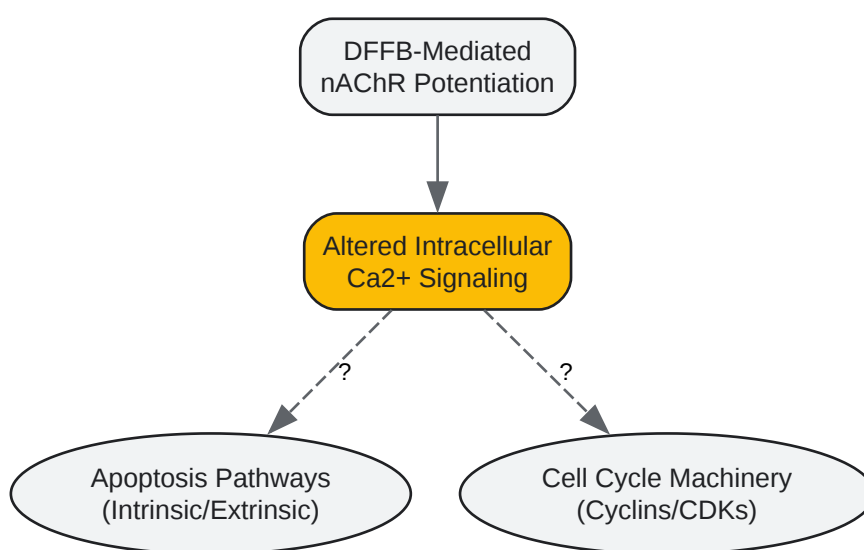 DFFB-Mediated
nAChR Potentiation
Altered Intracellular
Ca2+ Signaling
?
?
Apoptosis Pathways
(Intrinsic/Extrinsic)
Cell Cycle Machinery
(Cyclins/CDKs)